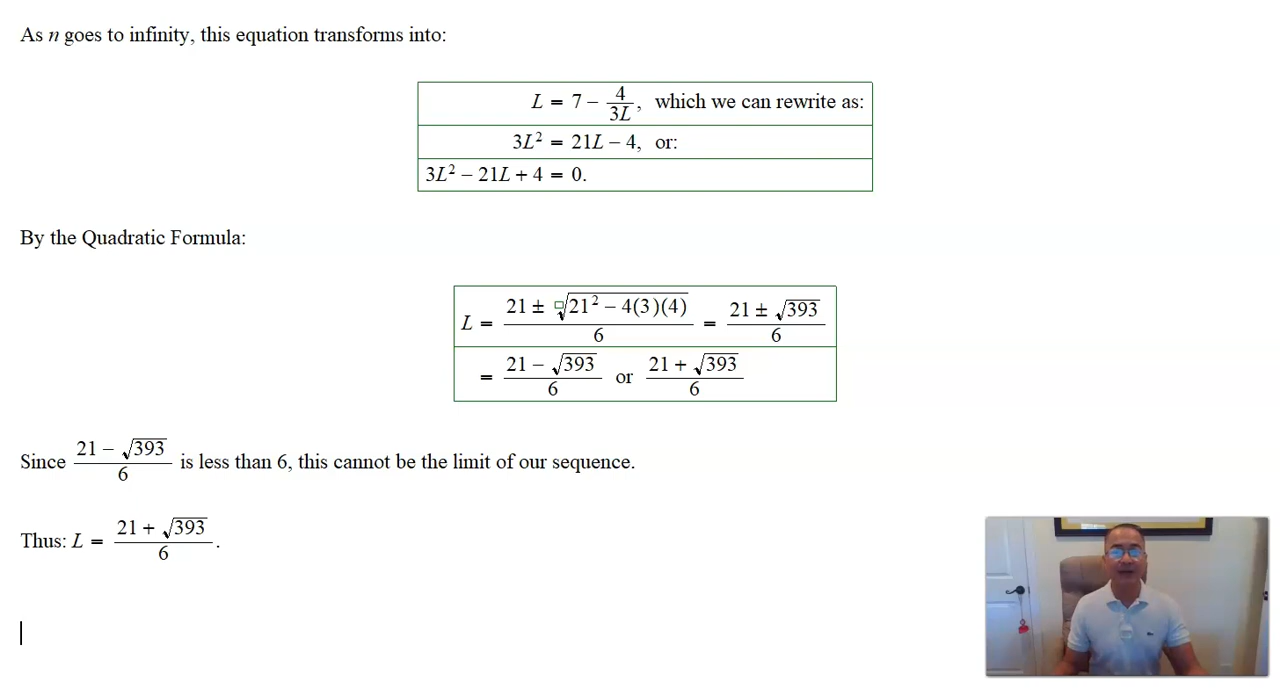 As n goes to infinity, this equation transforms into:
L = 7 − 4/(3L), which we can rewrite as:
3L² = 21L − 4, or:
3L² − 21L + 4 = 0.
By the Quadratic Formula:
L = (21 ± √(21² − 4(3)(4)))/6 = (21 ± √393)/6
= (21 − √393)/6 or (21 + √393)/6
Since (21 − √393)/6 is less than 6, this cannot be the limit of our sequence.
Thus: L = (21 + √393)/6.